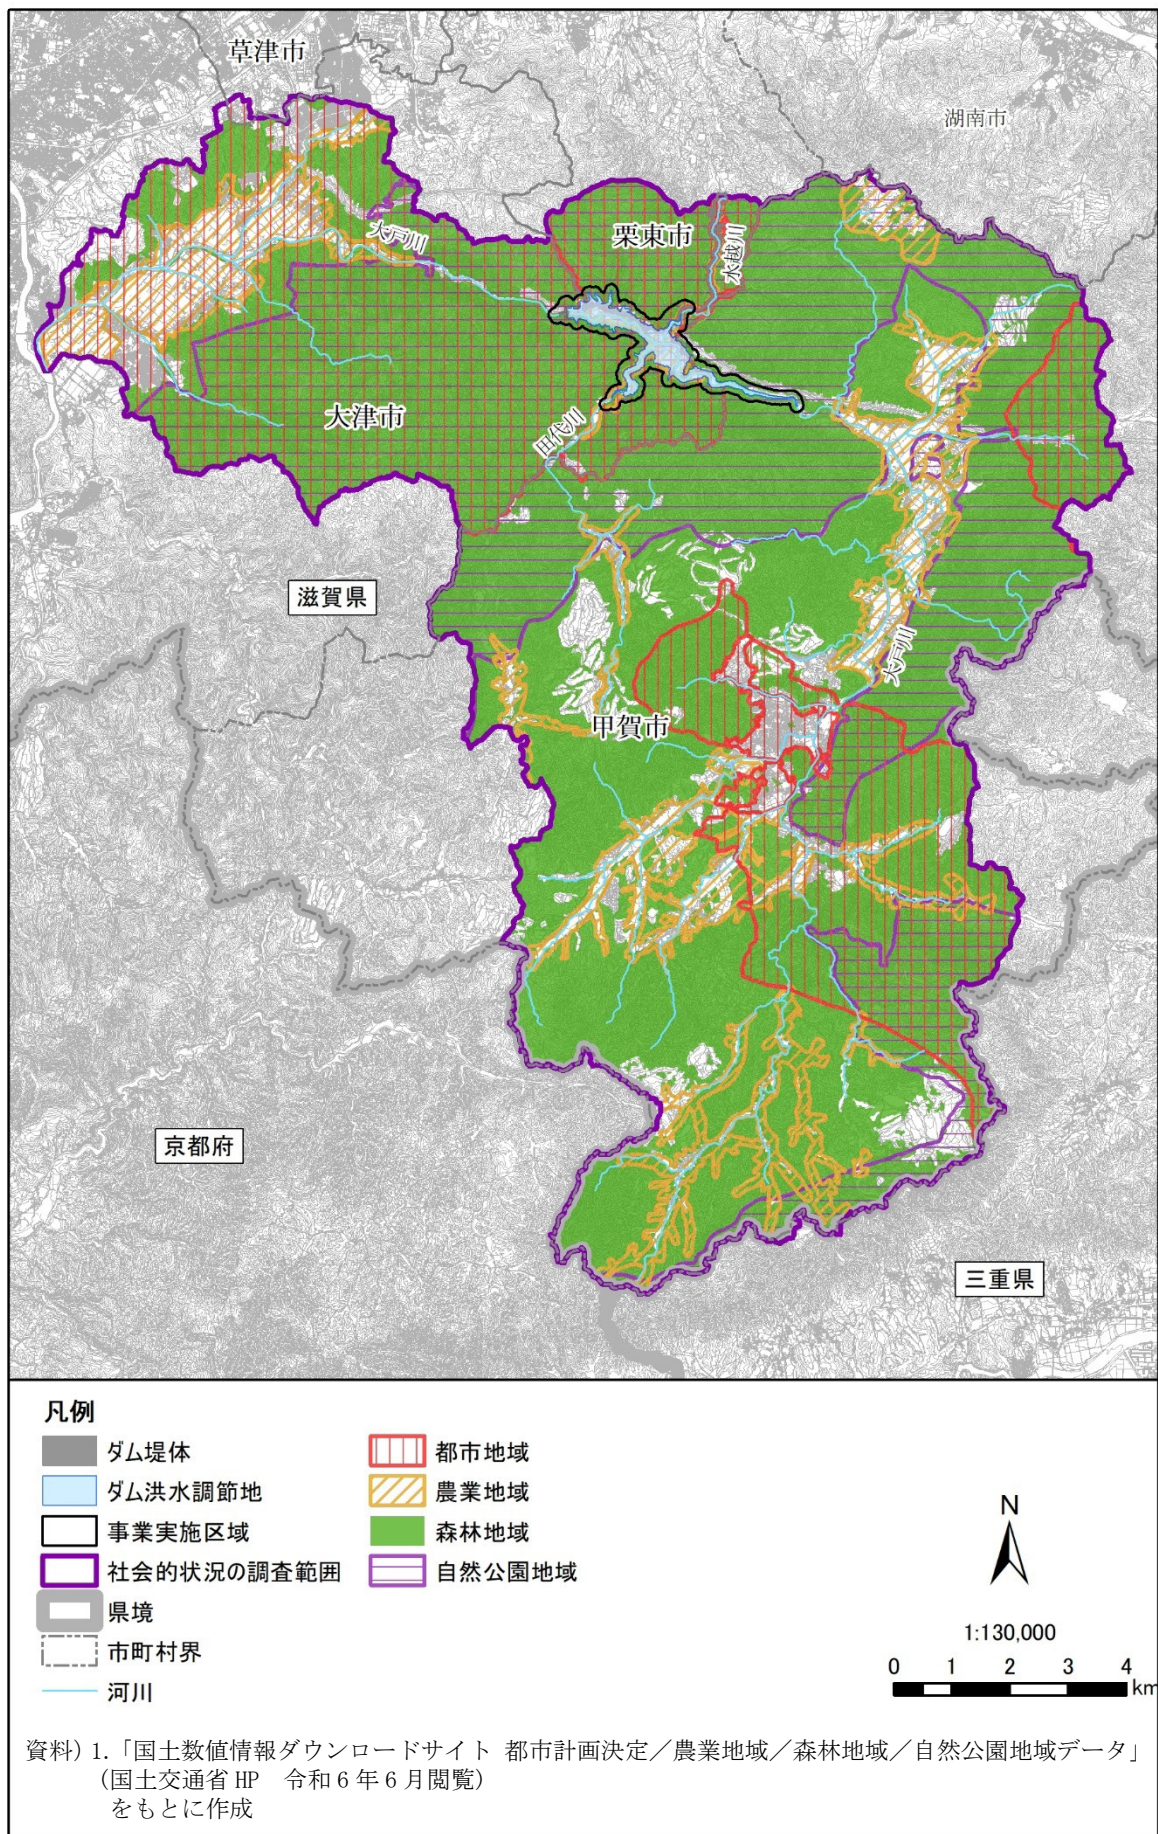 草津市
湖南市
栗東市
大戸川
水越川
大津市
田代川
滋賀県
大戸川
甲賀市
京都府
三重県
凡例
ダム堤体
ダム洪水調節地
事業実施区域
社会的状況の調査範囲
県境
市町村界
河川
都市地域
農業地域
森林地域
自然公園地域
N
1:130,000
0 1 2 3 4
km
資料）1.「国土数値情報ダウンロードサイト 都市計画決定／農業地域／森林地域／自然公園地域データ」
（国土交通省 HP 令和 6 年 6 月閲覧）
をもとに作成